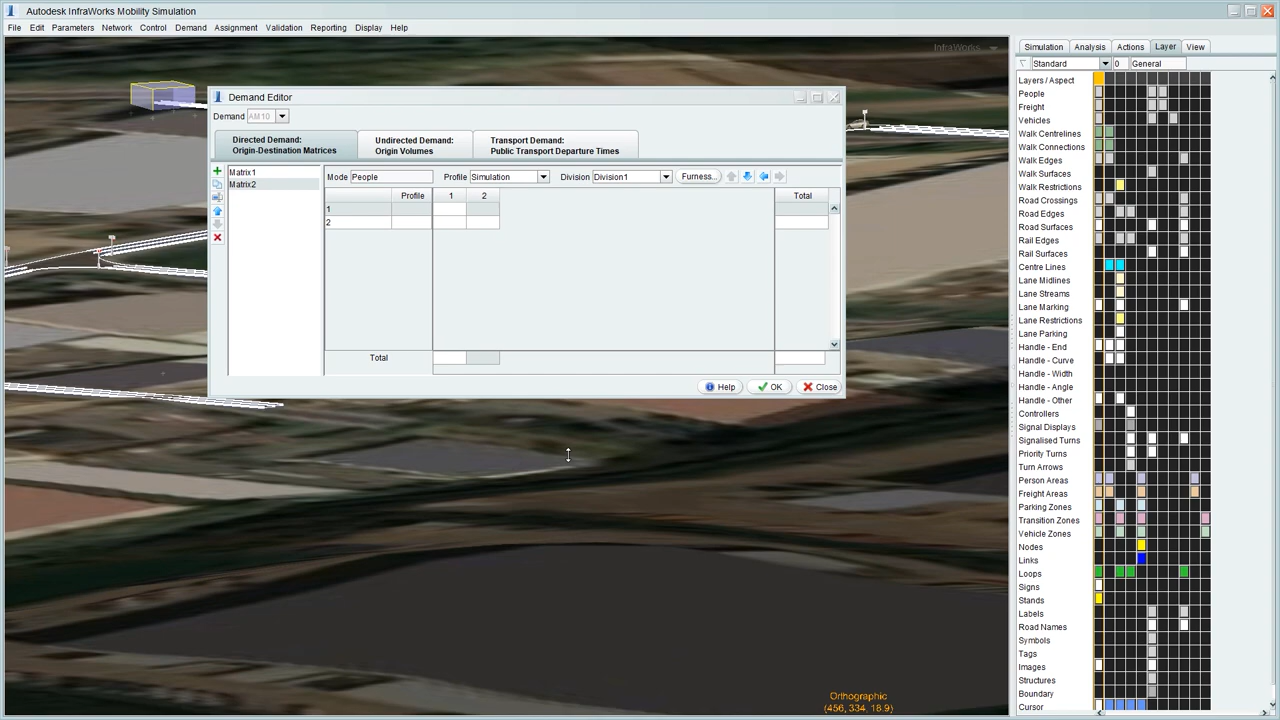 Autodesk InfraWorks Mobility Simulation
File Edit Parameters Network Control Demand Assignment Validation Reporting Display Help
InfraWorks
Demand Editor
Demand AM10
Directed Demand:
Origin-Destination Matrices
Undirected Demand:
Origin Volumes
Transport Demand:
Public Transport Departure Times
Matrix1
Matrix2
Mode People Profile Simulation Division Division1 Furness...
Profile 1 2 Total
1
2
Total
Help OK Close
Orthographic
(456, 334, 18.9)
Simulation Analysis Actions Layer View
Standard 0 General
Layers / Aspect
People
Freight
Vehicles
Walk Centrelines
Walk Connections
Walk Edges
Walk Surfaces
Walk Restrictions
Road Crossings
Road Edges
Road Surfaces
Rail Edges
Rail Surfaces
Centre Lines
Lane Midlines
Lane Streams
Lane Marking
Lane Restrictions
Lane Parking
Handle - End
Handle - Curve
Handle - Width
Handle - Angle
Handle - Other
Controllers
Signal Displays
Signalised Turns
Priority Turns
Turn Arrows
Person Areas
Freight Areas
Parking Zones
Transition Zones
Vehicle Zones
Nodes
Links
Loops
Signs
Stands
Labels
Road Names
Symbols
Tags
Images
Structures
Boundary
Cursor